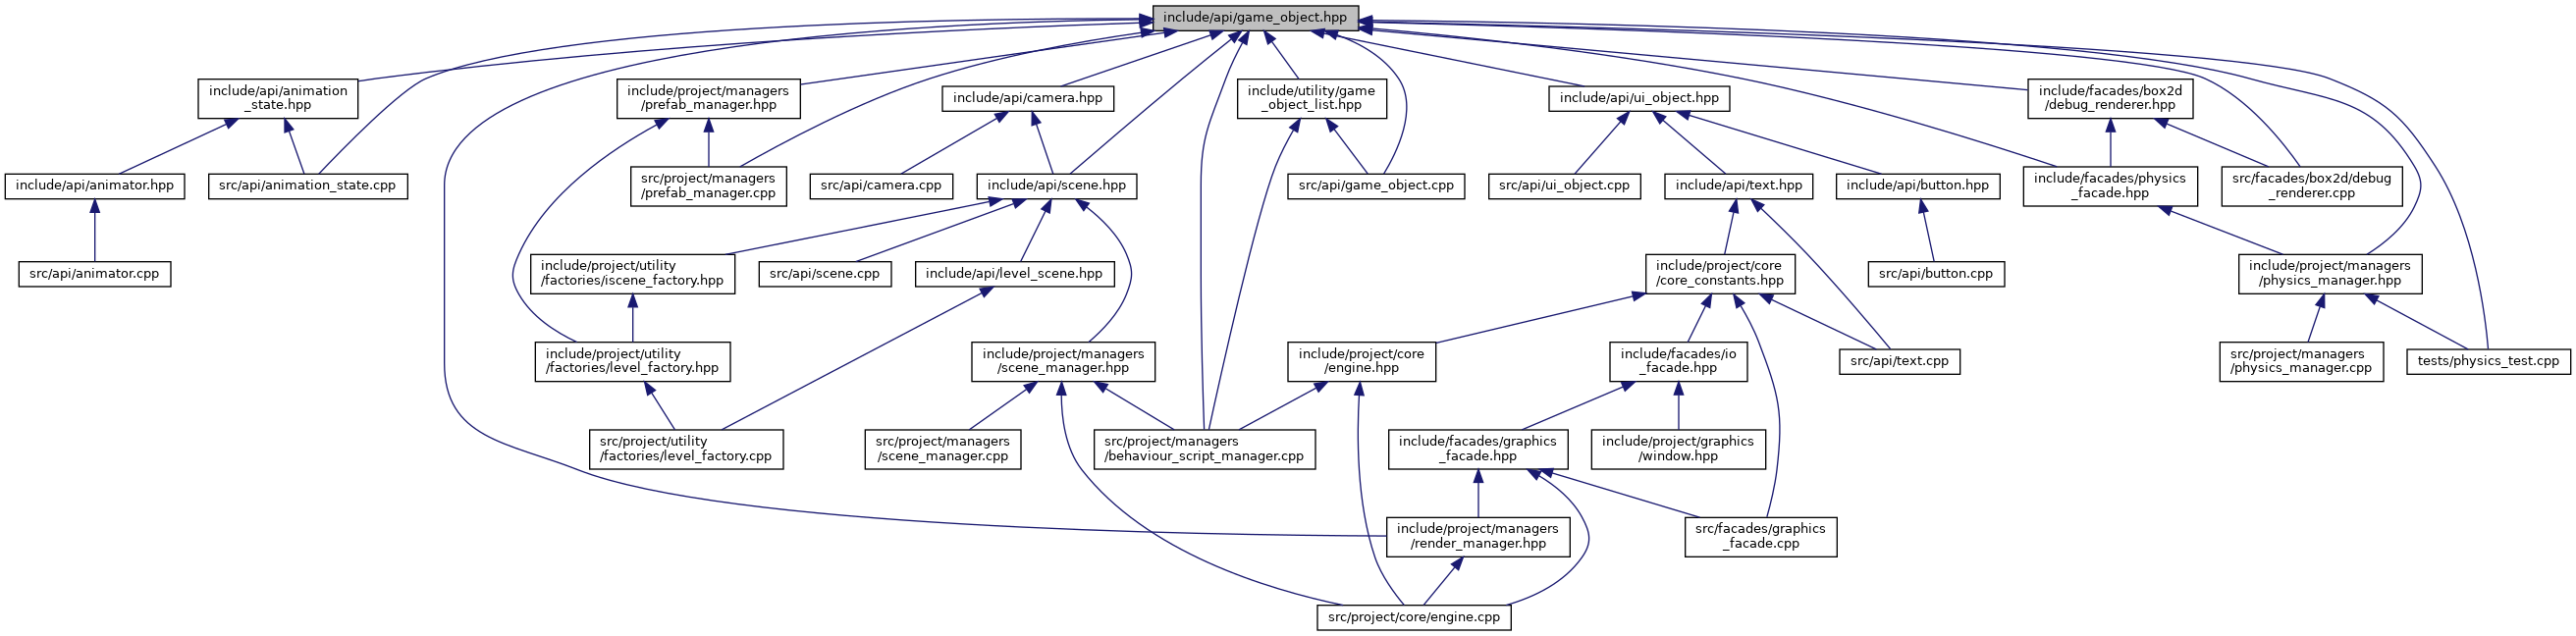 include/api/game_object.hpp
include/api/animation
_state.hpp
include/project/managers
/prefab_manager.hpp
include/api/camera.hpp
include/utility/game
_object_list.hpp
include/api/ui_object.hpp
include/facades/box2d
/debug_renderer.hpp
include/api/animator.hpp
src/api/animation_state.cpp
src/project/managers
/prefab_manager.cpp
src/api/camera.cpp
include/api/scene.hpp
src/api/game_object.cpp
src/api/ui_object.cpp
include/api/text.hpp
include/api/button.hpp
include/facades/physics
_facade.hpp
src/facades/box2d/debug
_renderer.cpp
src/api/animator.cpp
include/project/utility
/factories/iscene_factory.hpp
src/api/scene.cpp
include/api/level_scene.hpp
include/project/core
/core_constants.hpp
src/api/button.cpp
include/project/managers
/physics_manager.hpp
include/project/utility
/factories/level_factory.hpp
include/project/managers
/scene_manager.hpp
include/project/core
/engine.hpp
include/facades/io
_facade.hpp
src/api/text.cpp
src/project/managers
/physics_manager.cpp
tests/physics_test.cpp
src/project/utility
/factories/level_factory.cpp
src/project/managers
/scene_manager.cpp
src/project/managers
/behaviour_script_manager.cpp
include/facades/graphics
_facade.hpp
include/project/graphics
/window.hpp
include/project/managers
/render_manager.hpp
src/facades/graphics
_facade.cpp
src/project/core/engine.cpp